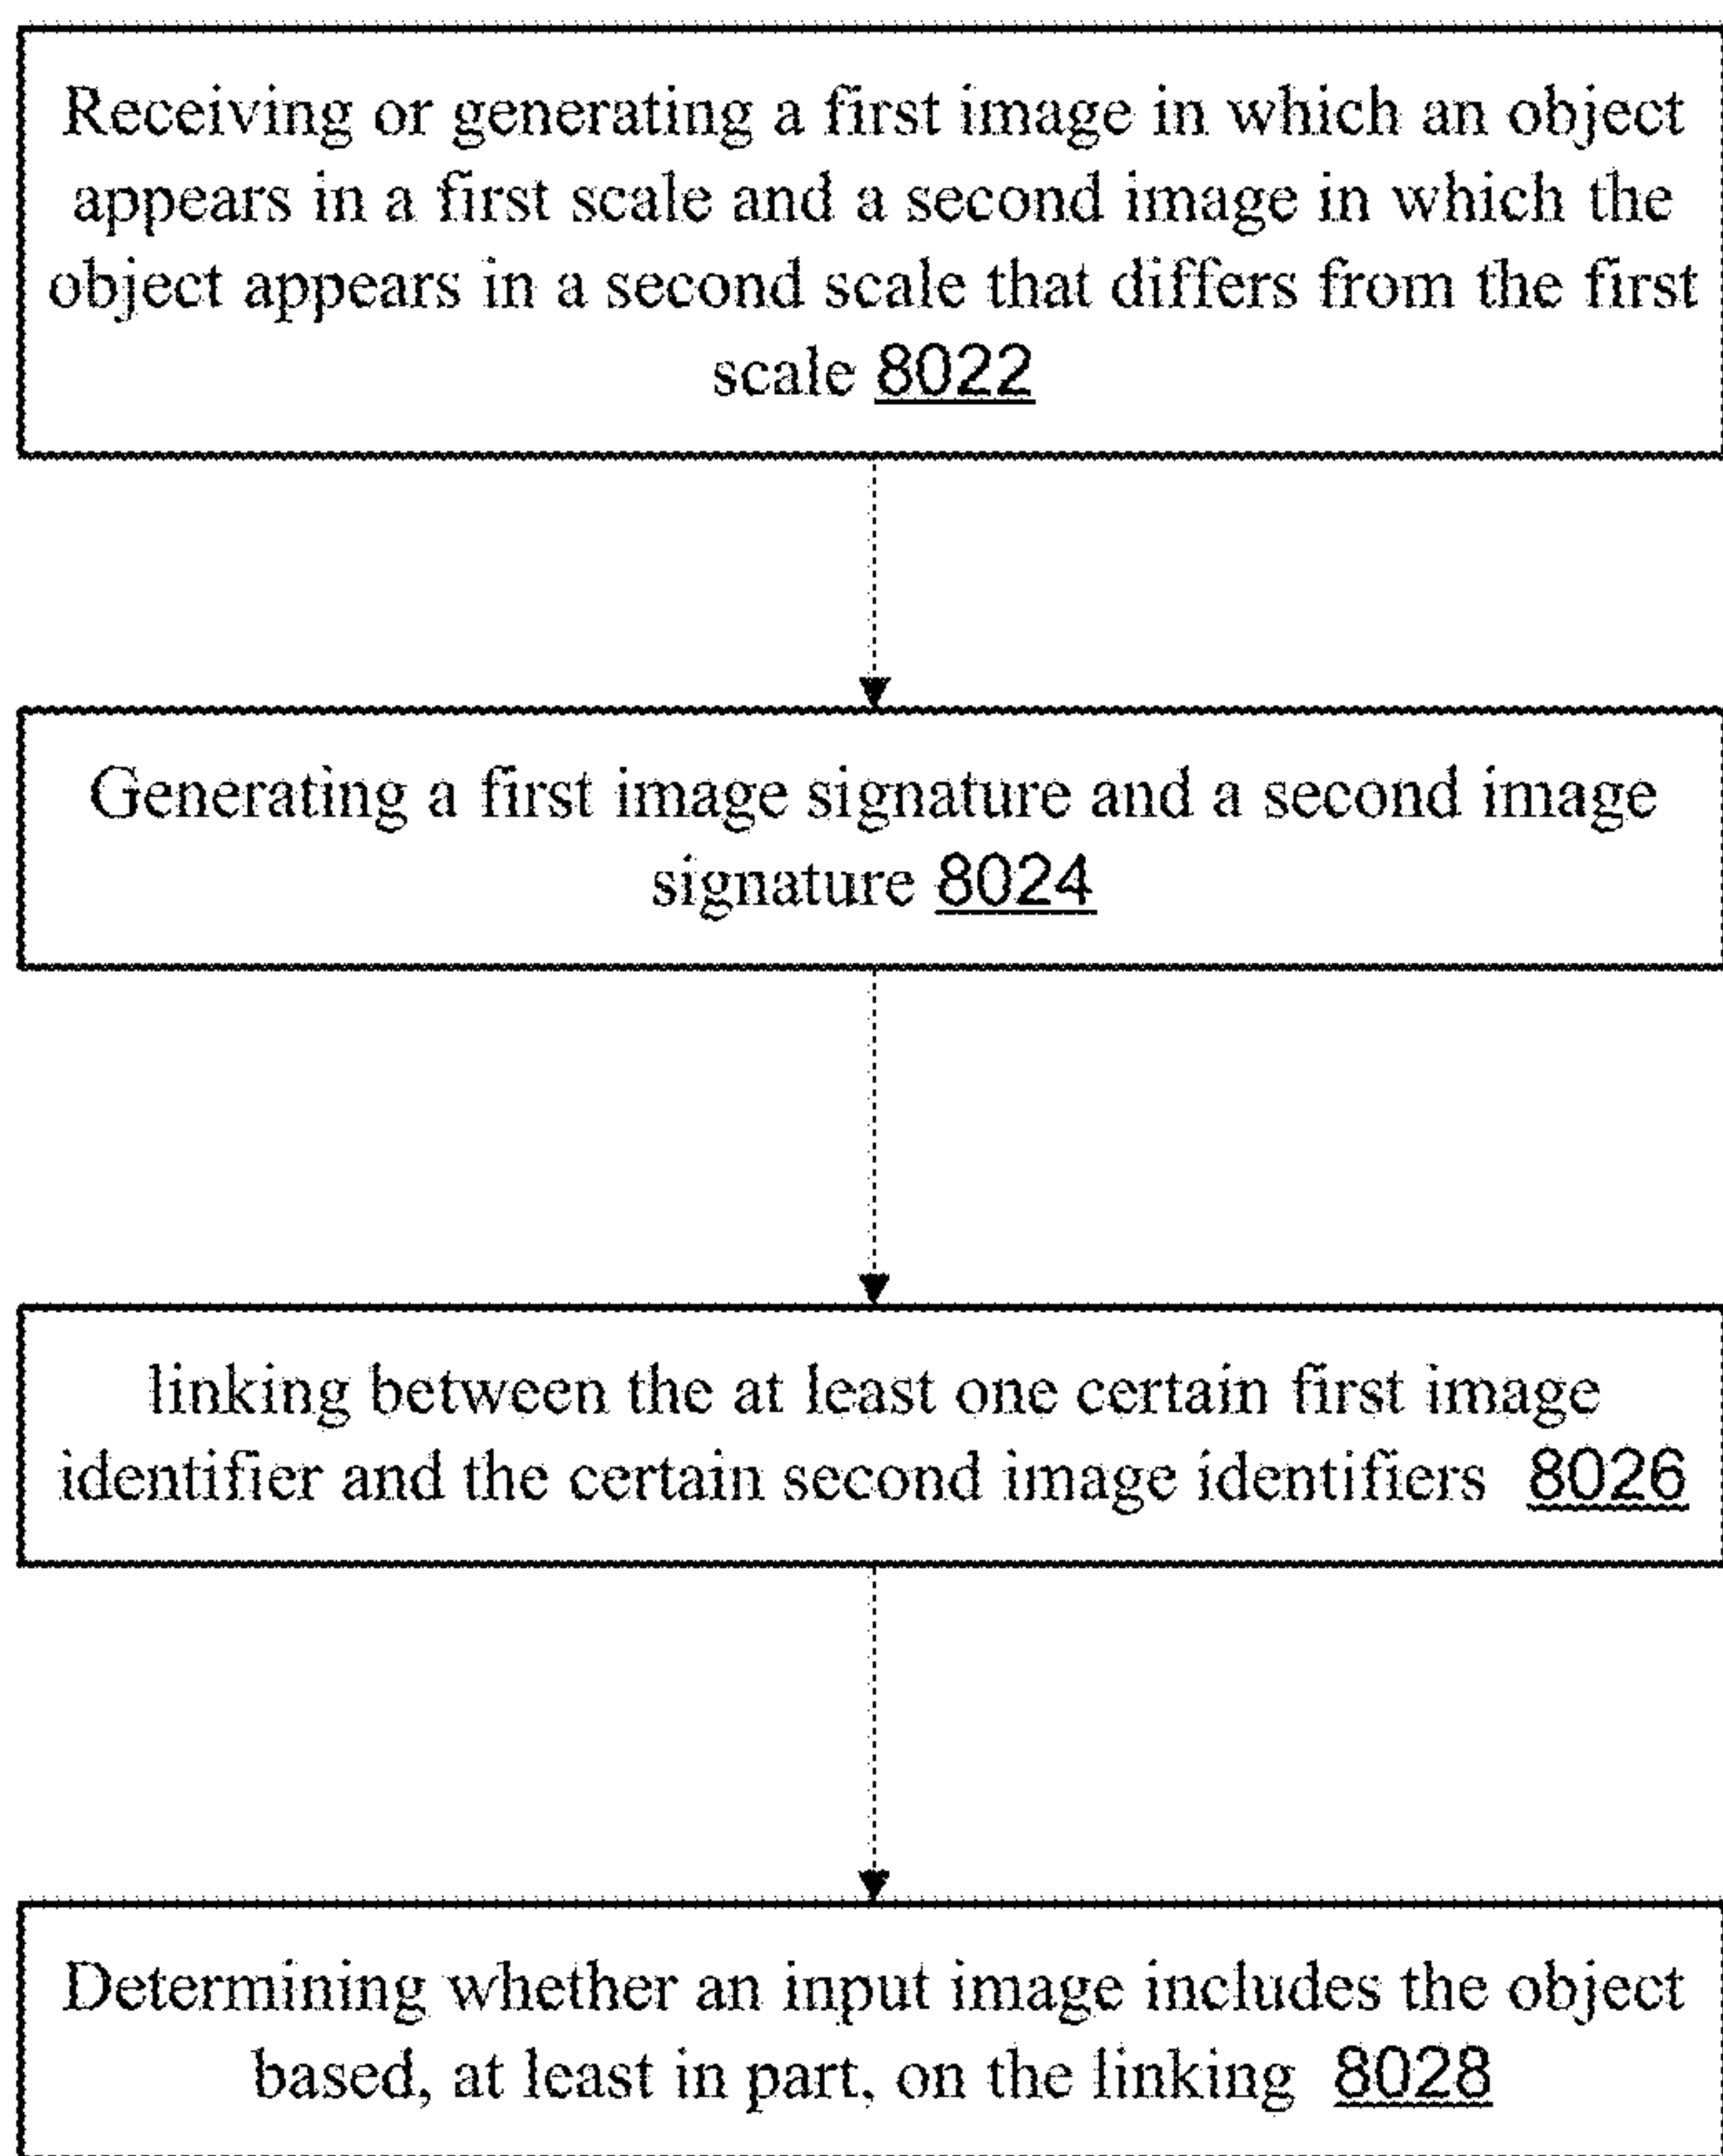 Receiving or generating a first image in which an object
appears in a first scale and a second image in which the
object appears in a second scale that differs from the first
scale 8022
Generating a first image signature and a second image
signature 8024
linking between the at least one certain first image
identifier and the certain second image identifiers 8026
Determining whether an input image includes the object
based, at least in part, on the linking 8028